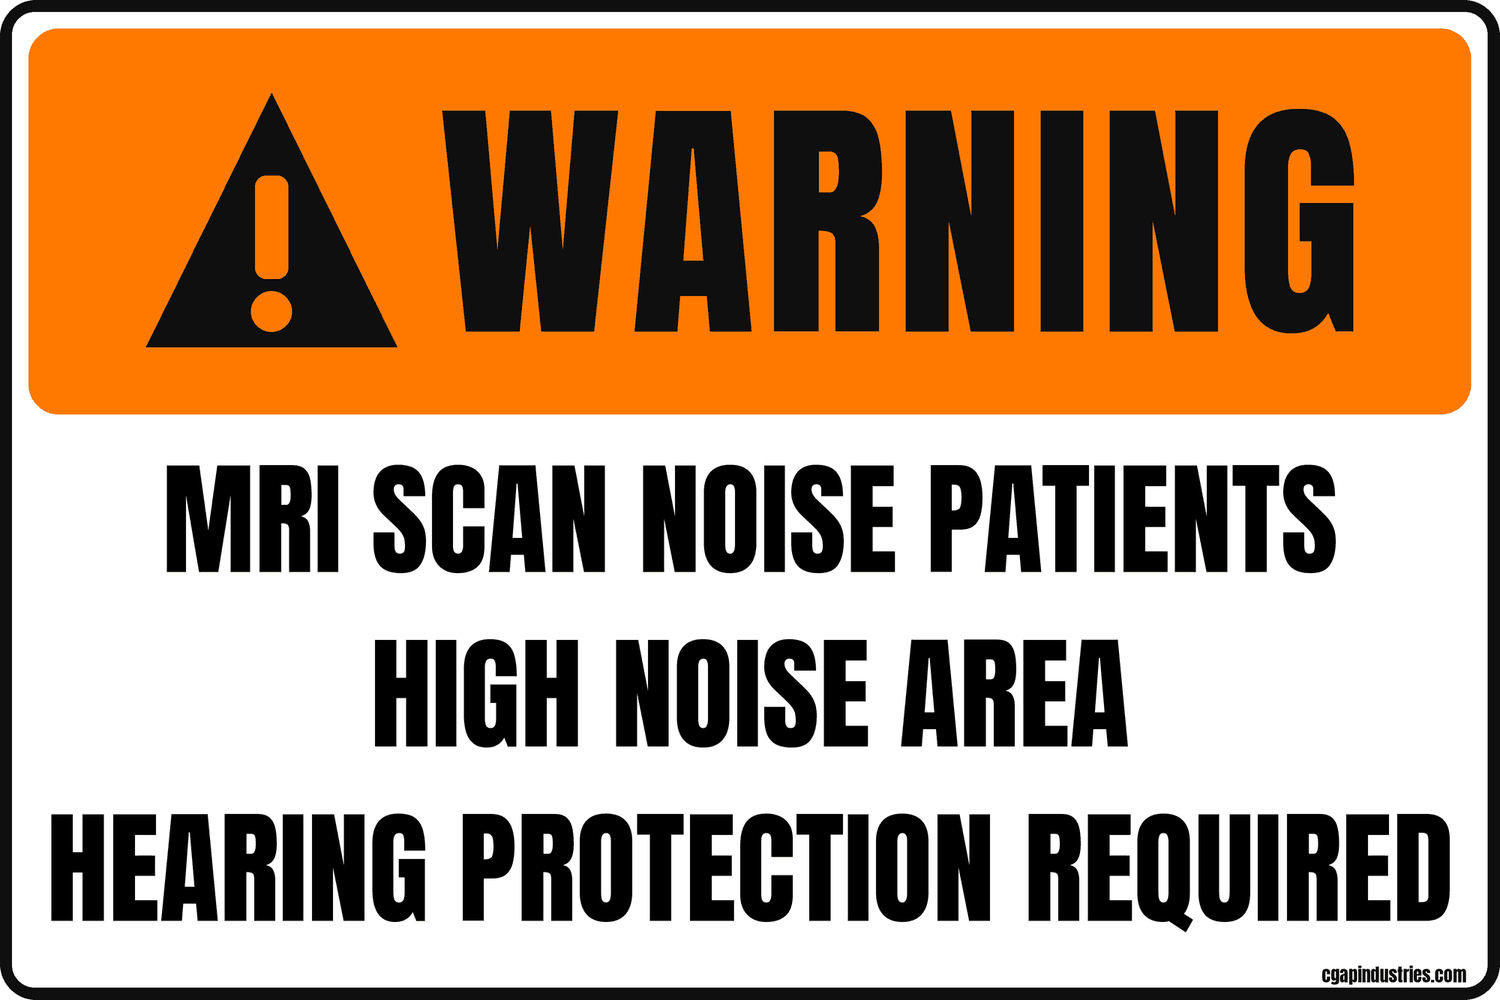 WARNING
MRI SCAN NOISE PATIENTS
HIGH NOISE AREA
HEARING PROTECTION REQUIRED
cgapindustries.com